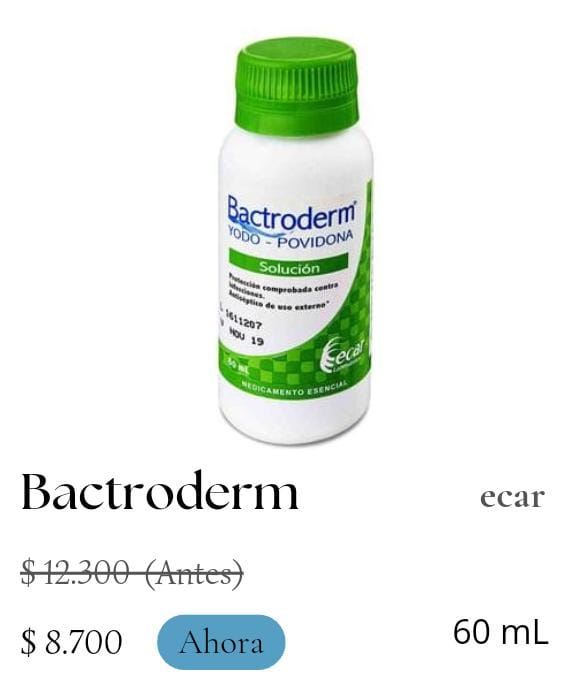 Bactroderm
YODO - POVIDONA
Solución
Protección comprobada contra
infecciones.
Antiséptico de uso externo*
L 1611207
V NOV 19
60 mL
ecar
MEDICAMENTO ESENCIAL
Bactroderm
ecar
$ 12.300 (Antes)
$ 8.700
Ahora
60 mL